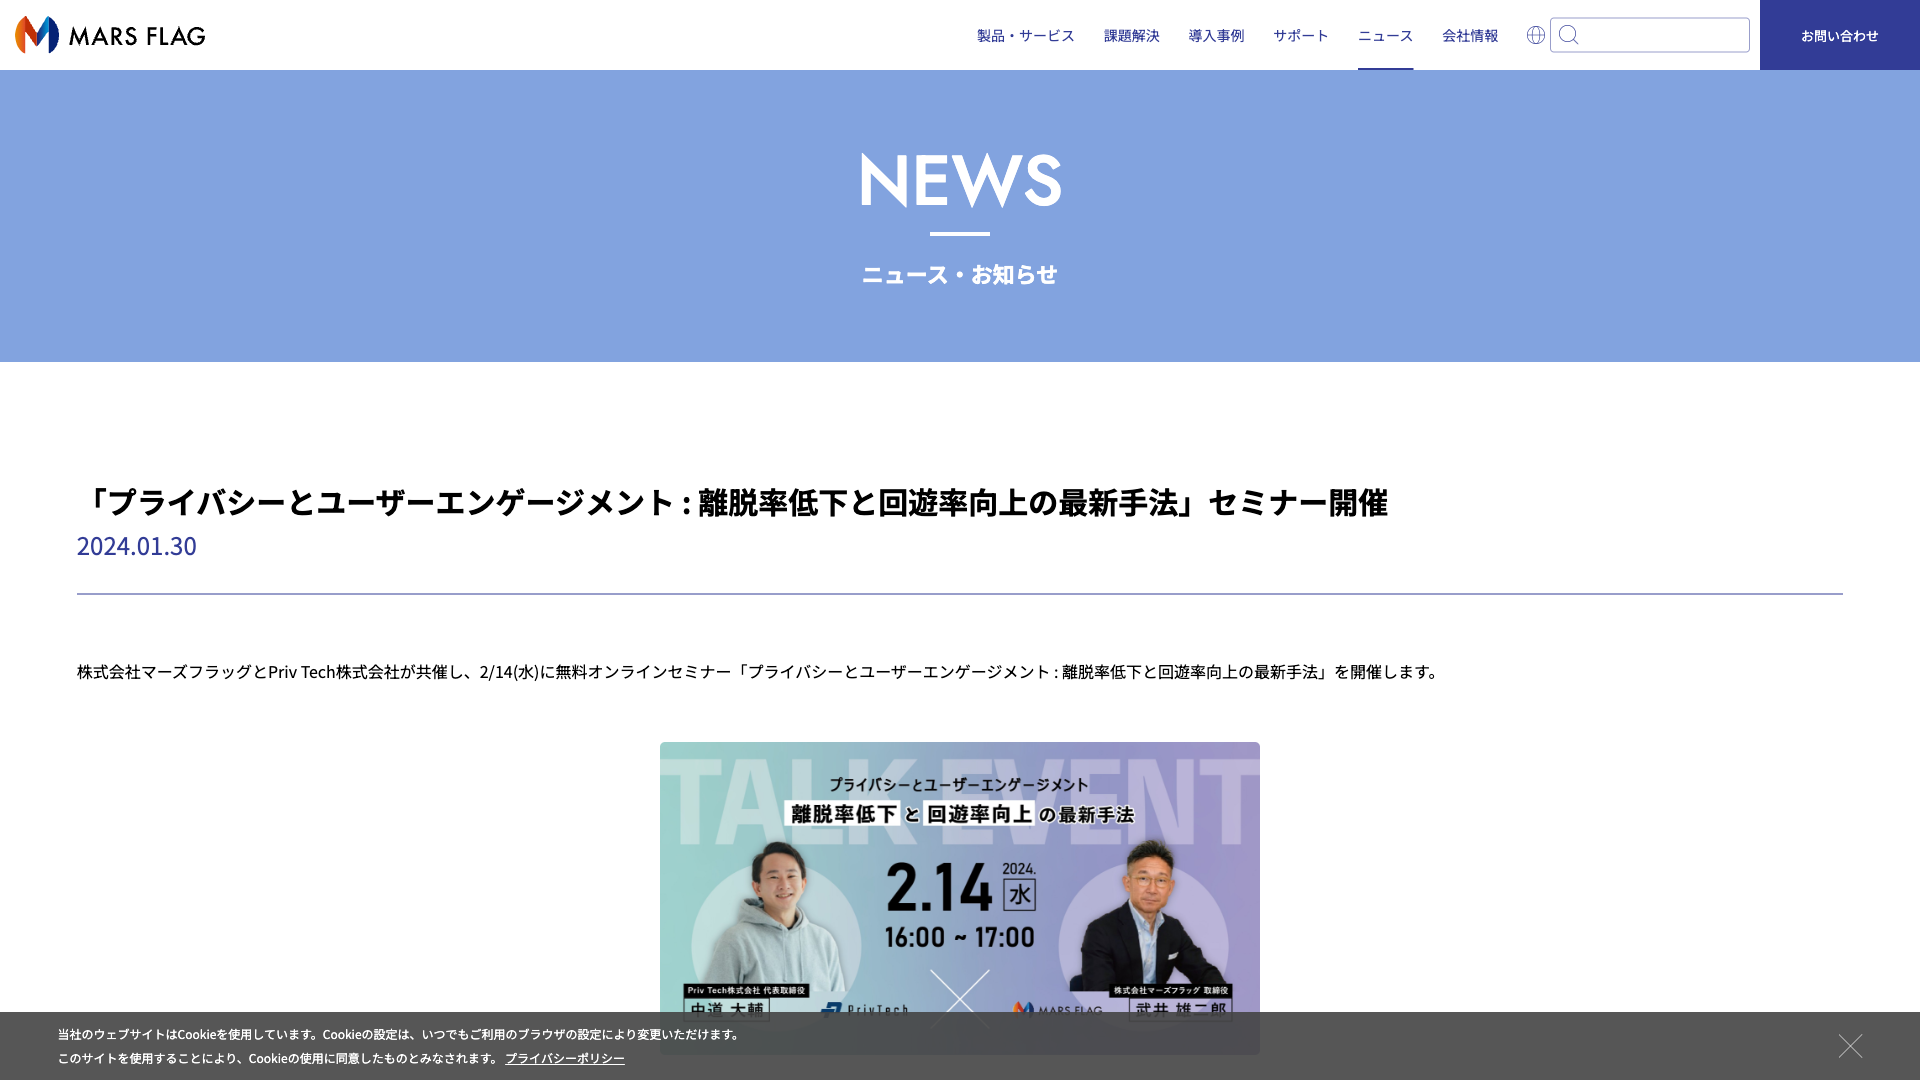 MARS FLAG
製品・サービス 課題解決 導入事例 サポート ニュース 会社情報 お問い合わせ
NEWS
ニュース・お知らせ
「プライバシーとユーザーエンゲージメント : 離脱率低下と回遊率向上の最新手法」セミナー開催
2024.01.30
株式会社マーズフラッグとPriv Tech株式会社が共催し、2/14(水)に無料オンラインセミナー「プライバシーとユーザーエンゲージメント : 離脱率低下と回遊率向上の最新手法」を開催します。
TALK EVENT
プライバシーとユーザーエンゲージメント
離脱率低下 と 回遊率向上 の最新手法
2.14 2024. 水
16:00 ~ 17:00
Priv Tech株式会社 代表取締役
中道 大輔
PrivTech
MARS FLAG
株式会社マーズフラッグ 取締役
武井 雄二郎
当社のウェブサイトはCookieを使用しています。Cookieの設定は、いつでもご利用のブラウザの設定により変更いただけます。
このサイトを使用することにより、Cookieの使用に同意したものとみなされます。 プライバシーポリシー